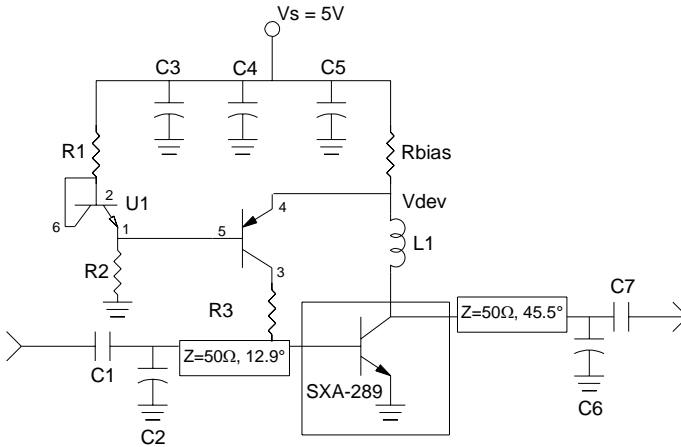 Vs = 5V
C3
C4
C5
R1
Rbias
2
U1
4
Vdev
6
1
5
L1
R2
3
C7
R3
Z=50Ω, 45.5°
Z=50Ω, 12.9°
C1
SXA-289
C2
C6